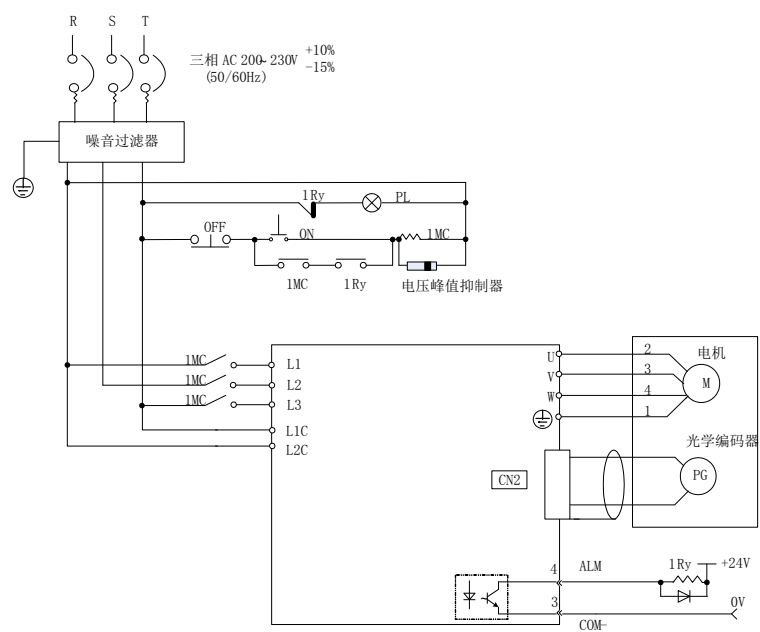 R S T
三相 AC 200~230V +10%
-15%
(50/60Hz)
噪音过滤器
1Ry PL
OFF ON 1MC
1MC 1Ry 电压峰值抑制器
1MC L1
1MC L2
1MC L3
L1C
L2C
U 2 电机
V 3 M
W 4
1
光学编码器
CN2 PG
4 ALM 1Ry +24V
3 0V
COM-